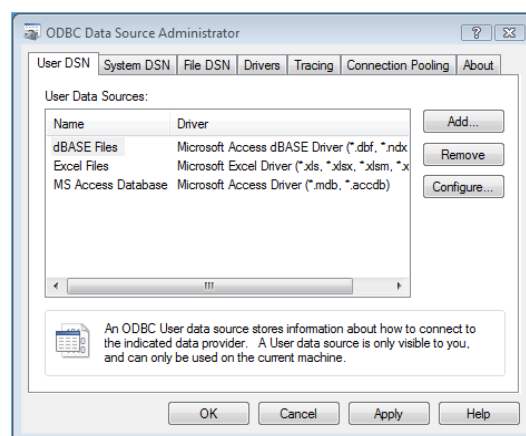 ODBC Data Source Administrator
User DSN System DSN File DSN Drivers Tracing Connection Pooling About
User Data Sources:
Name Driver
dBASE Files Microsoft Access dBASE Driver (*.dbf, *.ndx
Excel Files Microsoft Excel Driver (*.xls, *.xlsx, *.xlsm, *.x
MS Access Database Microsoft Access Driver (*.mdb, *.accdb)
Add...
Remove
Configure...
An ODBC User data source stores information about how to connect to
the indicated data provider. A User data source is only visible to you,
and can only be used on the current machine.
OK Cancel Apply Help